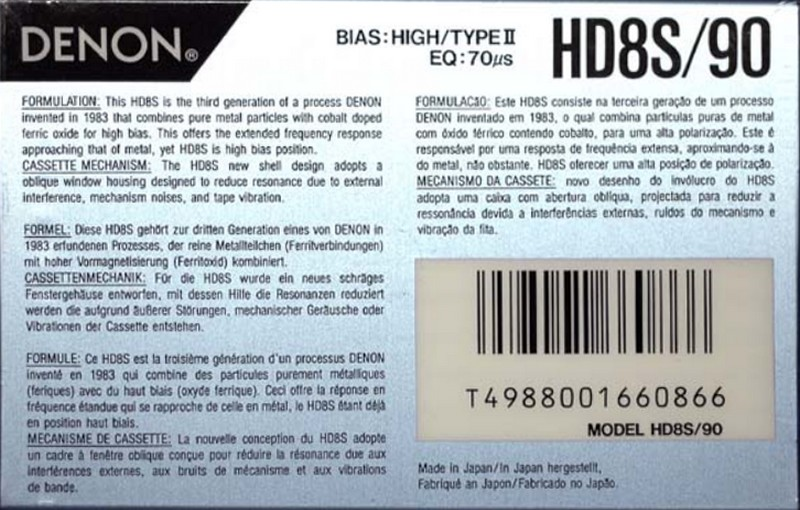 DENON®
BIAS:HIGH/TYPE II
EQ:70µs
HD8S/90
FORMULATION: This HD8S is the third generation of a process DENON
invented in 1983 that combines pure metal particles with cobalt doped
ferric oxide for high bias. This offers the extended frequency response
approaching that of metal, yet HD8S is high bias position.
CASSETTE MECHANISM: The HD8S new shell design adopts a
oblique window housing designed to reduce resonance due to external
interference, mechanism noises, and tape vibration.
FORMEL: Diese HD8S gehört zur dritten Generation eines von DENON in
1983 erfundenen Prozesses, der reine Metallteilchen (Ferritverbindungen)
mit hoher Vormagnetisierung (Ferritoxid) kombiniert.
CASSETTENMECHANIK: Für die HD8S wurde ein neues schräges
Fenstergehäuse entworfen, mit dessen Hilfe die Resonanzen reduziert
werden die aufgrund äußerer Störungen, mechanischer Geräusche oder
Vibrationen der Cassette entstehen.
FORMULE: Ce HD8S est la troisième génération d'un processus DENON
inventé en 1983 qui combine des particules purement métalliques
(feriques) avec du haut biais (oxyde ferrique). Ceci offre la réponse en
fréquence étandue qui se rapproche de celle en métal, le HD8S étant déjà
en position haut biais.
MECANISME DE CASSETTE: La nouvelle conception du HD8S adopte
un cadre à fenêtre oblique conçue pour réduire la résonance due aux
interférences externes, aux bruits de mécanisme et aux vibrations
de bande.
FORMULACãO: Este HD8S consiste na terceira geração de um processo
DENON inventado em 1983, o qual combina partículas puras de metal
com óxido férrico contendo cobalto, para uma alta polarização. Este é
responsável por uma resposta de frequência extensa, aproximando-se à
do metal, não obstante. HD8S oferecer uma alta posição de polarização.
MECANISMO DA CASSETE: novo desenho do invólucro do HD8S
adopta uma caixa com abertura obliqua, projectada para reduzir a
ressonância devida a interferências externas, ruídos do mecanismo e
vibração da fita.
T4988001660866
MODEL HD8S/90
Made in Japan/In Japan hergestellt,
Fabriqué an Japon/Fabricado no Japão.